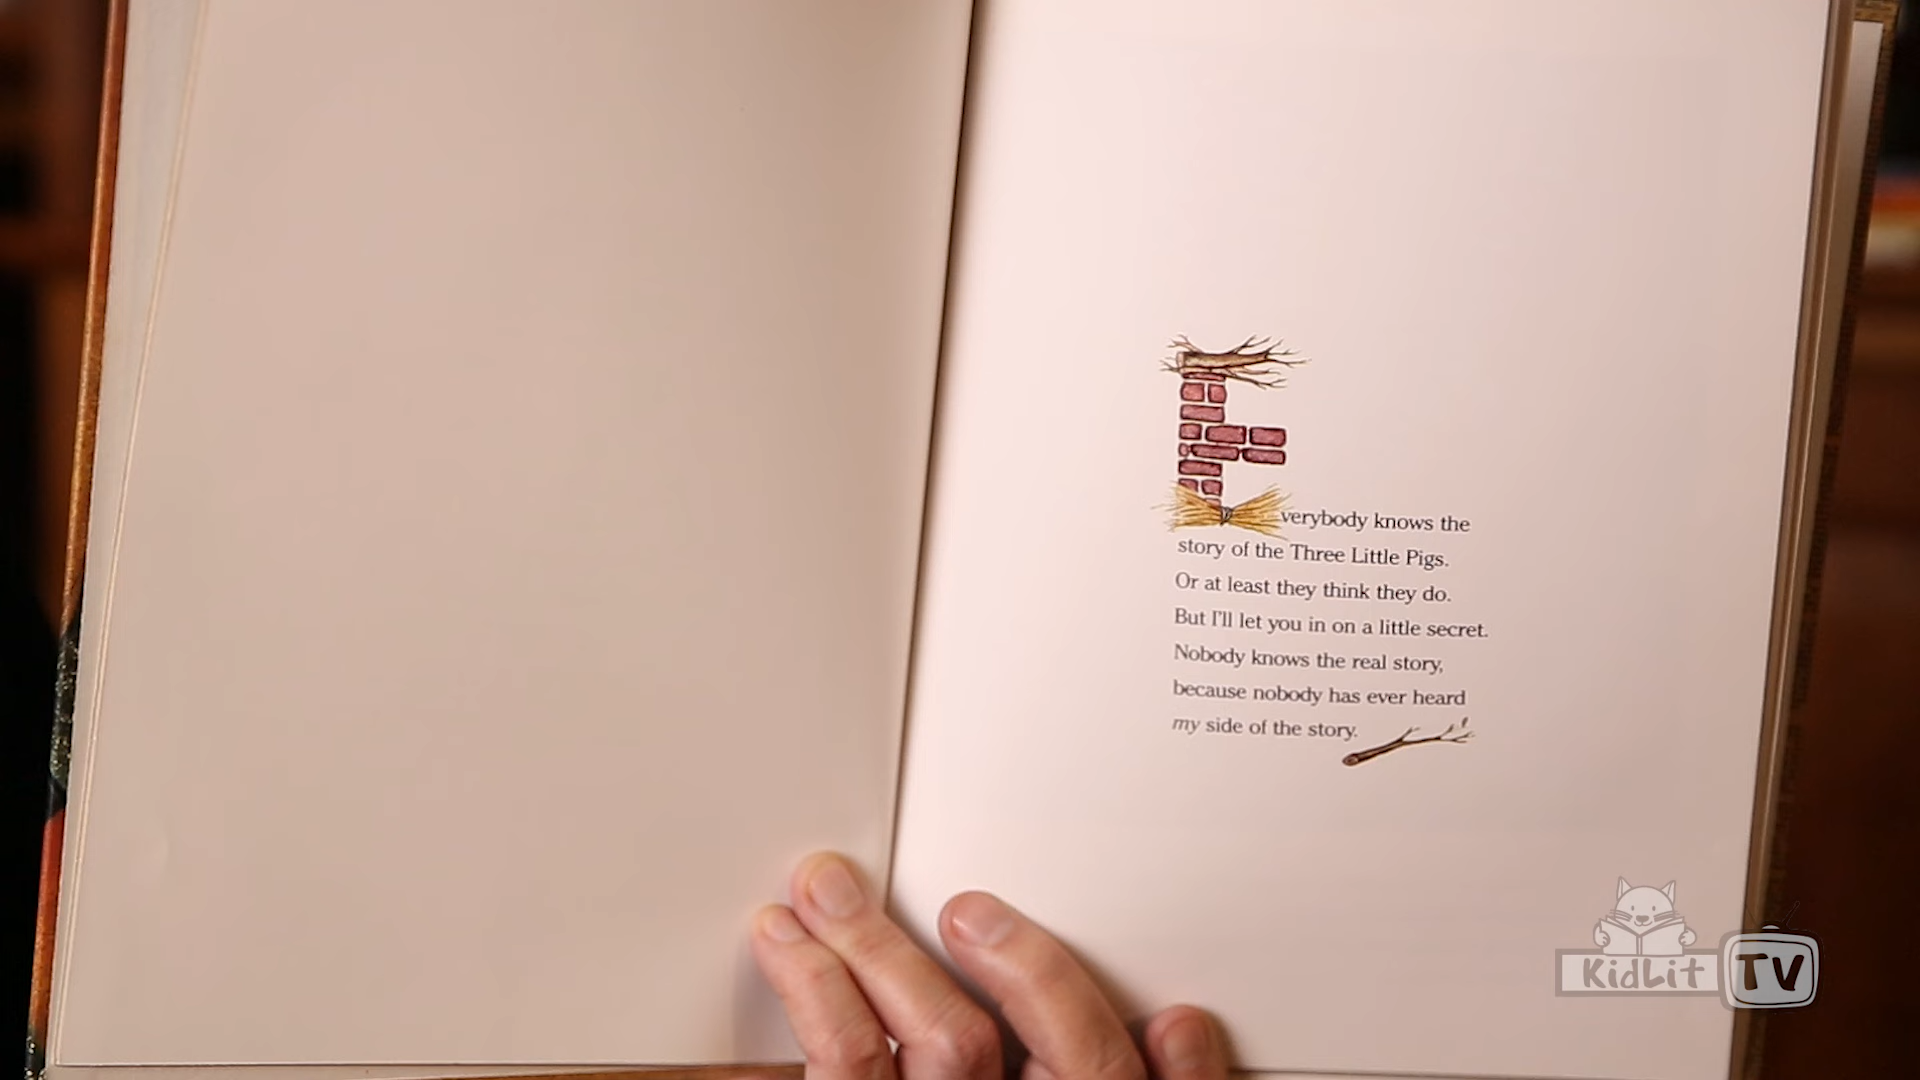 Everybody knows the
story of the Three Little Pigs.
Or at least they think they do.
But I'll let you in on a little secret.
Nobody knows the real story,
because nobody has ever heard
my side of the story.
KidLit TV